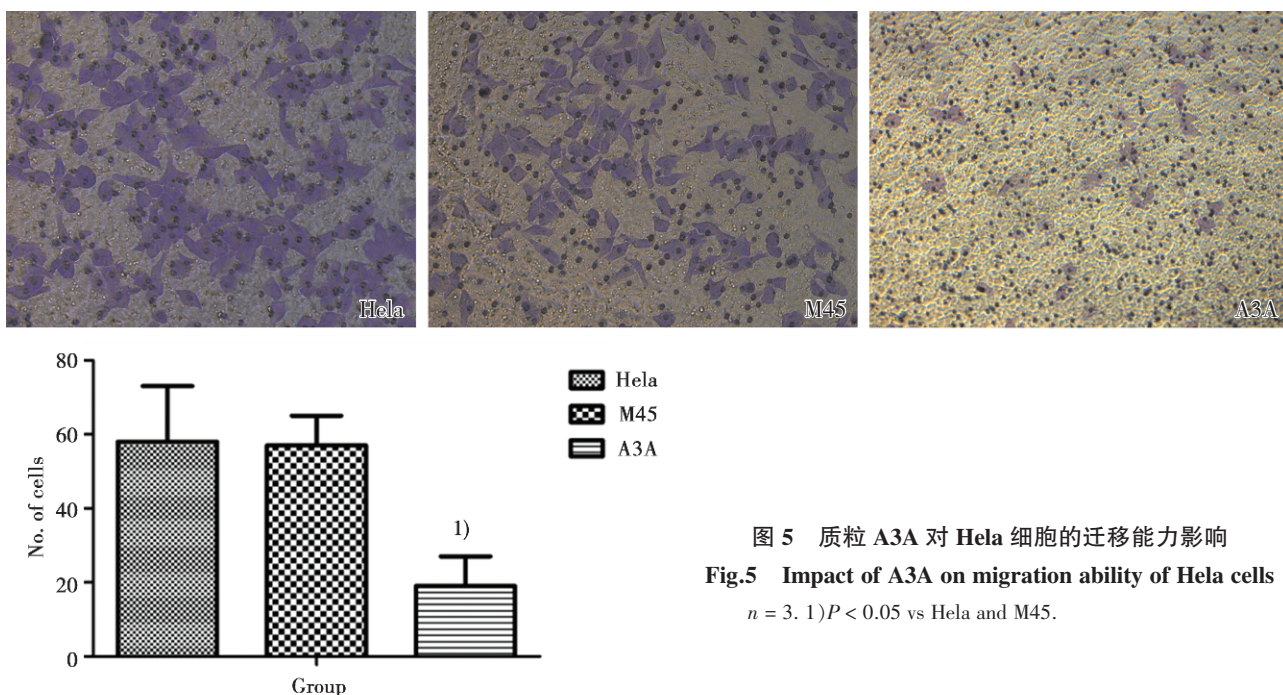 Hela
M45
A3A
80
60
40
20
0
No. of cells
Group
1)
Hela
M45
A3A
图 5 质粒 A3A 对 Hela 细胞的迁移能力影响
Fig.5 Impact of A3A on migration ability of Hela cells
n = 3. 1)P < 0.05 vs Hela and M45.